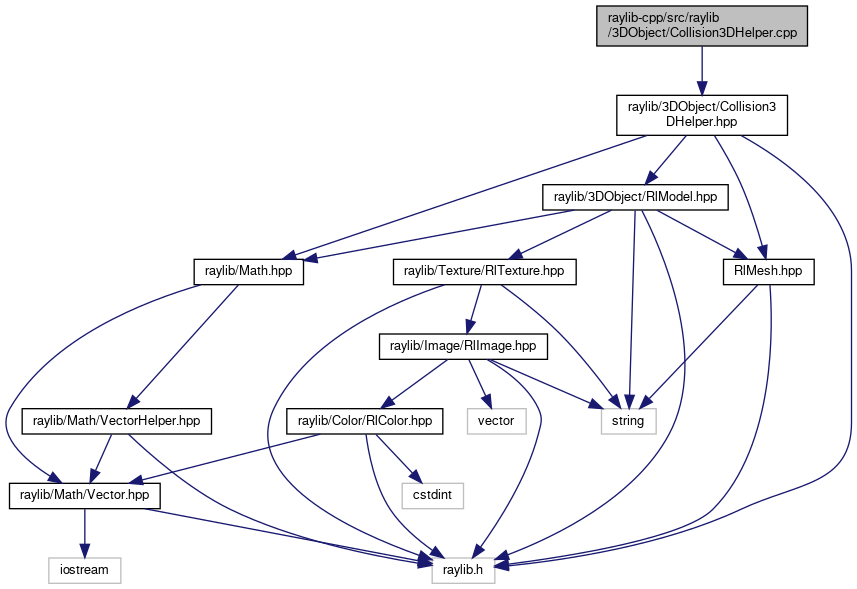 raylib-cpp/src/raylib
/3DObject/Collision3DHelper.cpp
raylib/3DObject/Collision3
DHelper.hpp
raylib/3DObject/RlModel.hpp
raylib/Math.hpp
raylib/Texture/RlTexture.hpp
RlMesh.hpp
raylib/Image/RlImage.hpp
raylib/Math/VectorHelper.hpp
raylib/Color/RlColor.hpp
vector
string
raylib/Math/Vector.hpp
cstdint
iostream
raylib.h